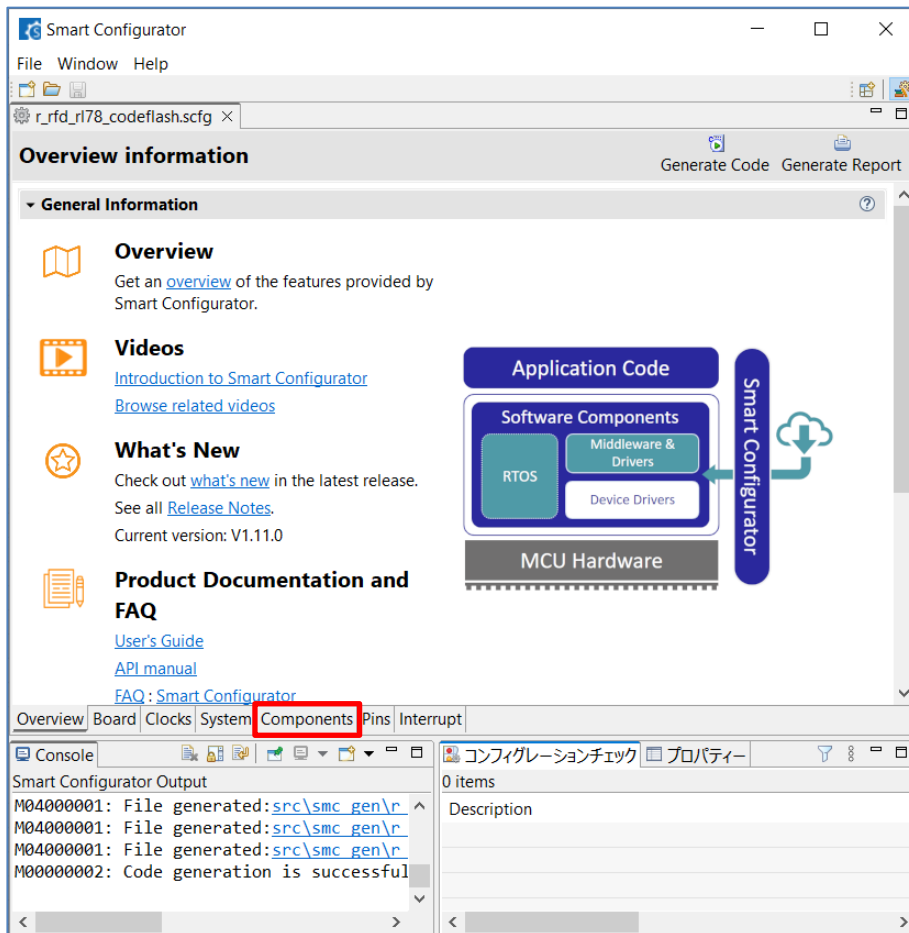 Smart Configurator
File Window Help
r_rfd_rl78_codeflash.scfg
Overview information
Generate Code Generate Report
General Information
Overview
Get an overview of the features provided by
Smart Configurator.
Videos
Introduction to Smart Configurator
Browse related videos
What's New
Check out what's new in the latest release.
See all Release Notes.
Current version: V1.11.0
Product Documentation and
FAQ
User's Guide
API manual
FAQ : Smart Configurator
Application Code
Software Components
RTOS
Middleware &
Drivers
Device Drivers
MCU Hardware
Smart Configurator
Overview Board Clocks System Components Pins Interrupt
Console
Smart Configurator Output
M04000001: File generated:src\smc_gen\r_
M04000001: File generated:src\smc_gen\r_
M04000001: File generated:src\smc_gen\r_
M00000002: Code generation is successful
コンフィグレーションチェック プロパティー
0 items
Description